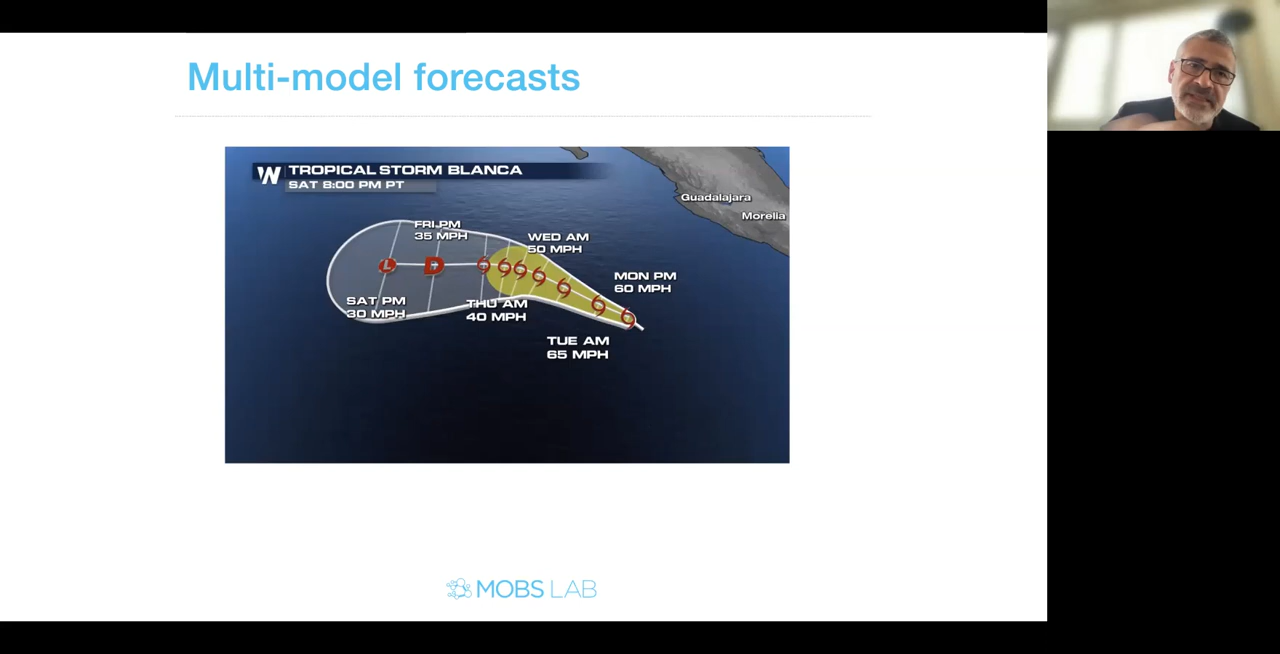 Multi-model forecasts
W
TROPICAL STORM BLANCA
SAT 8:00 PM PT
Guadalajara
Morelia
FRI PM
35 MPH
WED AM
50 MPH
MON PM
60 MPH
L
D
SAT PM
30 MPH
THU AM
40 MPH
TUE AM
65 MPH
MOBS LAB